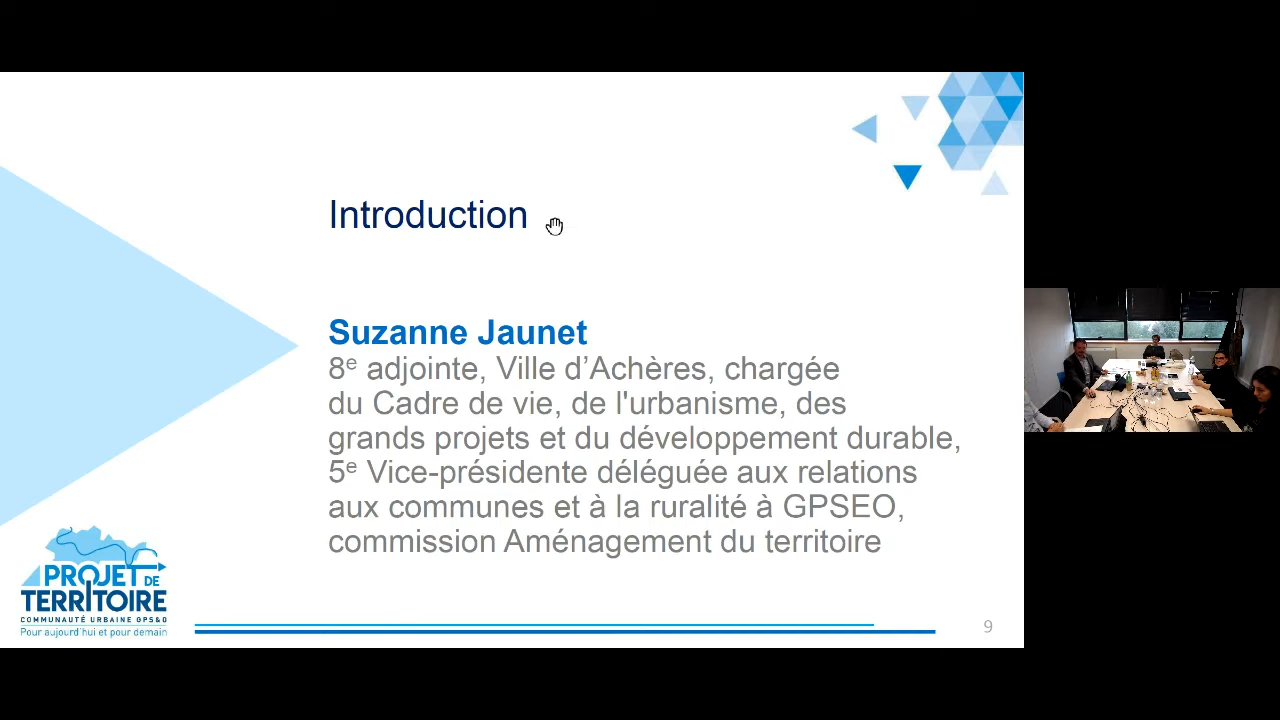 Introduction
Suzanne Jaunet
8e adjointe, Ville d’Achères, chargée
du Cadre de vie, de l'urbanisme, des
grands projets et du développement durable,
5e Vice-présidente déléguée aux relations
aux communes et à la ruralité à GPSEO,
commission Aménagement du territoire
PROJET DE
TERRITOIRE
COMMUNAUTÉ URBAINE GPS&O
Pour aujourd'hui et pour demain
9